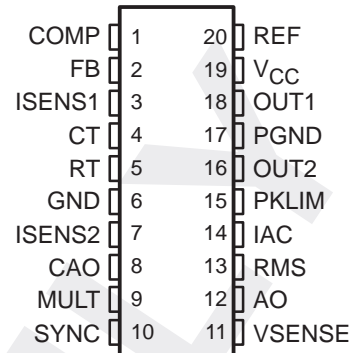 COMP 1 20 REF
FB 2 19 VCC
ISENS1 3 18 OUT1
CT 4 17 PGND
RT 5 16 OUT2
GND 6 15 PKLIM
ISENS2 7 14 IAC
CAO 8 13 RMS
MULT 9 12 AO
SYNC 10 11 VSENSE